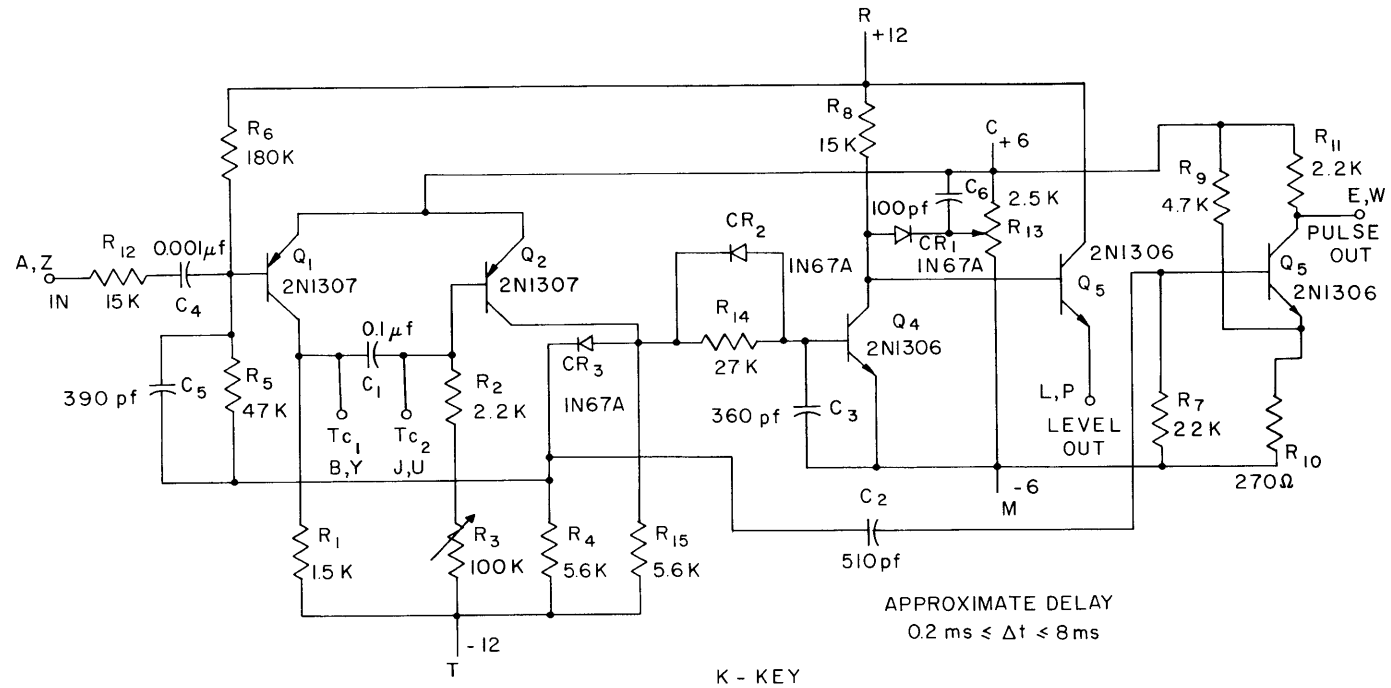 R
+12
R6
180K
R8
15K
C
+6
R11
2.2K
E,W
PULSE
OUT
R9
4.7K
C6
100pf
2.5K
R13
CR1
1N67A
CR2
1N67A
2N1306
Q5
Q5
2N1306
A,Z
IN
R12
15K
0.001µf
C4
Q1
2N1307
Q2
2N1307
R14
27K
Q4
2N1306
0.1µf
C1
CR3
1N67A
C5
390 pf
R5
47K
Tc1
B,Y
Tc2
J,U
R2
2.2K
360 pf
C3
L,P
LEVEL
OUT
R7
22K
R10
270Ω
-6
M
C2
510pf
R1
1.5K
R3
100K
R4
5.6K
R15
5.6K
-12
T
APPROXIMATE DELAY
0.2 ms ≤ Δt ≤ 8ms
K - KEY